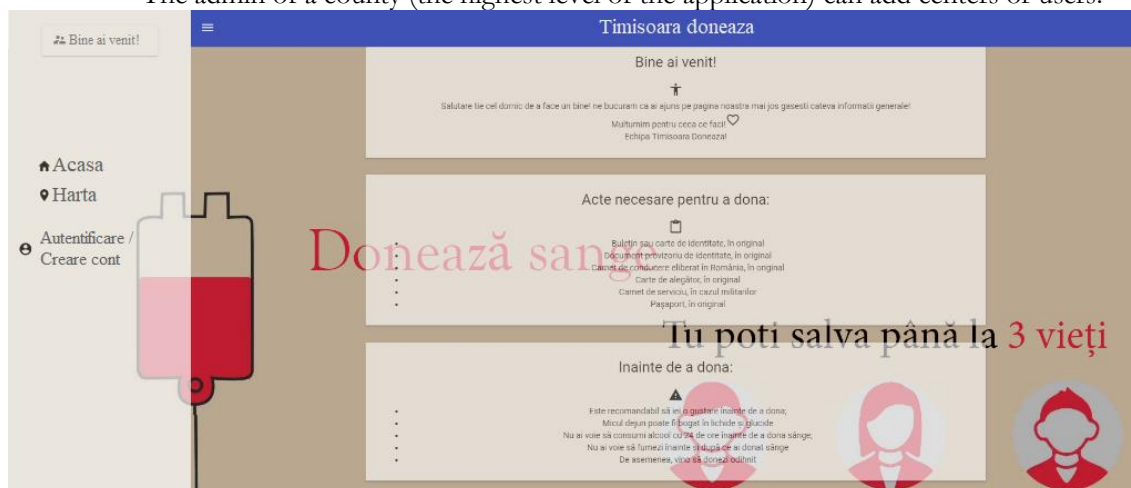 The admin of a county (the highest level of the application) can add centers or users.
Bine ai venit!
Timisoara doneaza
Acasa
Harta
Autentificare /
Creare cont
Bine ai venit!
Salutare tie cel dornic de a face un bine! ne bucuram ca ai ajuns pe pagina noastra mai jos gasesti cateva informatii generale!
Multumim pentru ceea ce faci!
Echipa Timisoara Doneaza!
Acte necesare pentru a dona:
Buletin sau carte de identitate, în original
Document provizoriu de identitate, în original
Carnet de conducere eliberat în România, în original
Carte de alegător, în original
Carnet de serviciu, în cazul militarilor
Pașaport, în original
Donează sange
Tu poti salva până la 3 vieți
Inainte de a dona:
Este recomandabil să iei o gustare înainte de a dona;
Micul dejun poate fi bogat în lichide și glucide
Nu ai voie să consumi alcool cu 24 de ore înainte de a dona sânge;
Nu ai voie să fumezi înainte și după ce ai donat sânge
De asemenea, vino să donezi odihnit